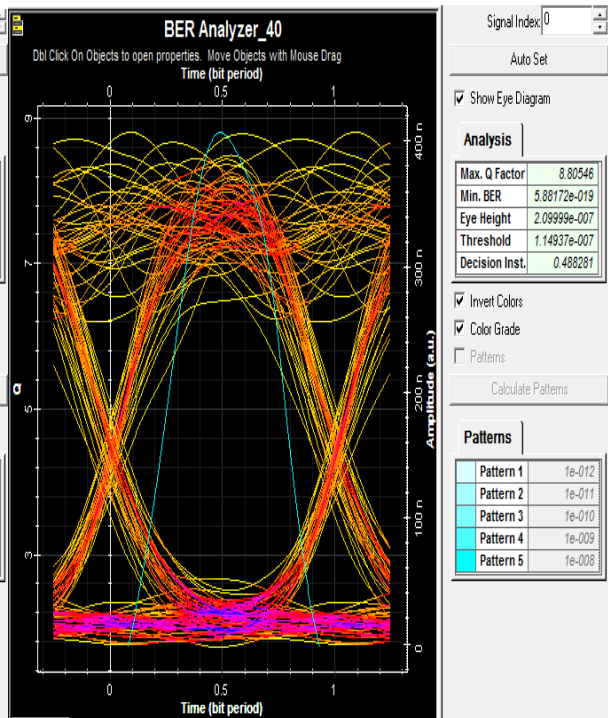 BER Analyzer_40
Dbl Click On Objects to open properties. Move Objects with Mouse Drag
Time (bit period)
0 0.5 1
9
7
5
3
Q
400 n
300 n
200 n
100 n
0
Amplitude (a.u.)
0 0.5 1
Time (bit period)
Signal Index: 0
Auto Set
Show Eye Diagram
Analysis
Max. Q Factor 8.80546
Min. BER 5.88172e-019
Eye Height 2.09999e-007
Threshold 1.14937e-007
Decision Inst. 0.488281
Invert Colors
Color Grade
Patterns
Calculate Patterns
Patterns
Pattern 1 1e-012
Pattern 2 1e-011
Pattern 3 1e-010
Pattern 4 1e-009
Pattern 5 1e-008